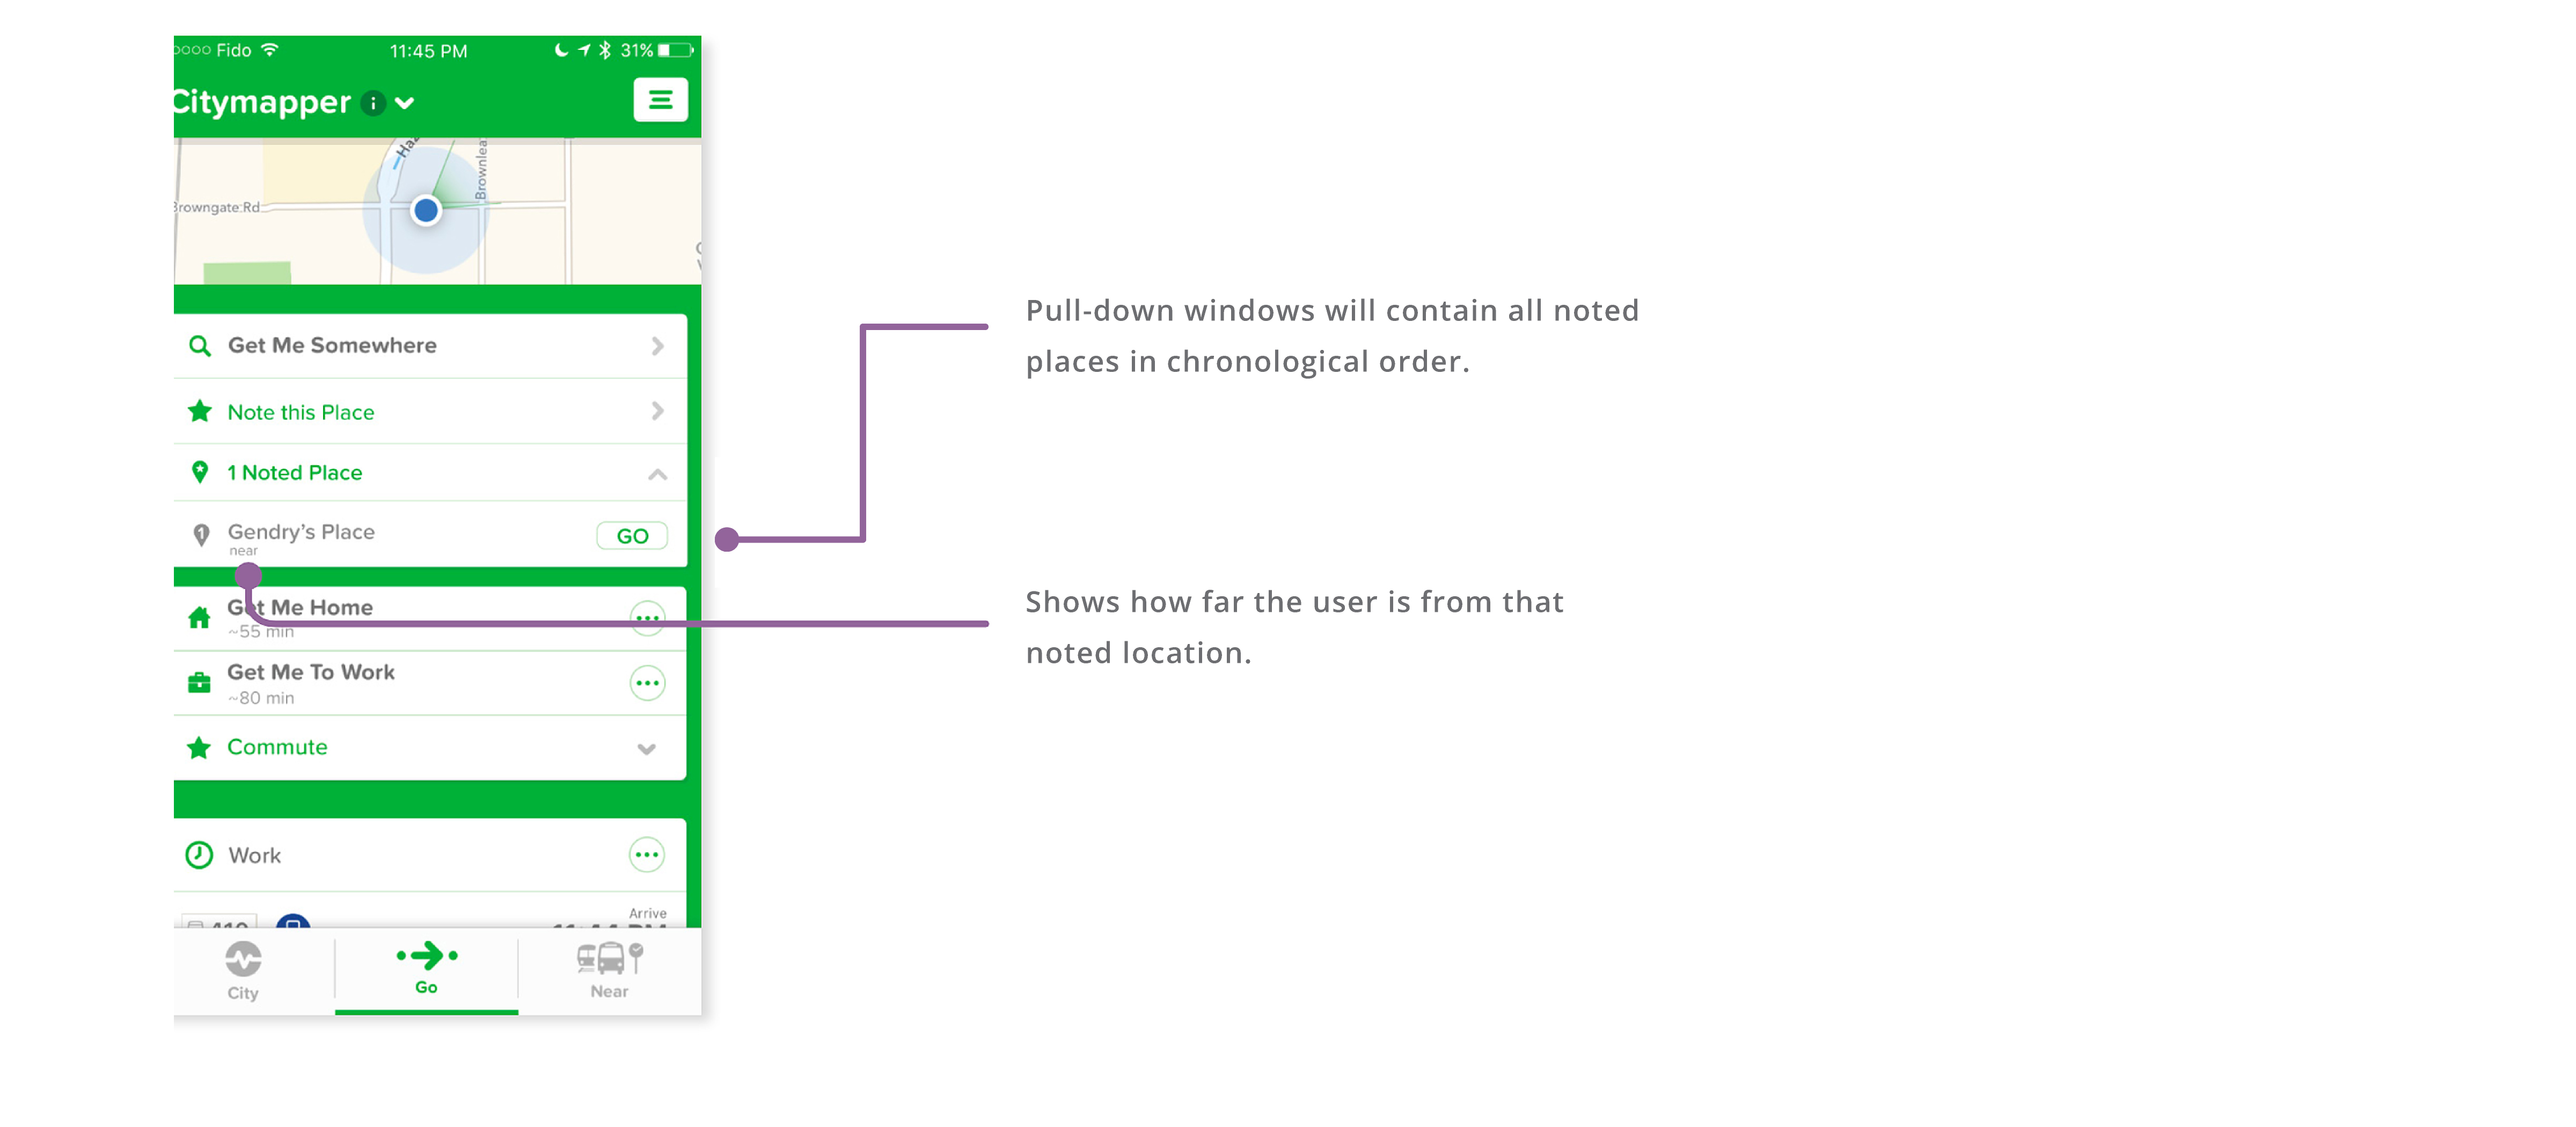 Fido 11:45 PM 31%
Citymapper i
Browngate Rd
Brownlea
Get Me Somewhere
Note this Place
1 Noted Place
1 Gendry's Place GO
near
Get Me Home
~55 min
Get Me To Work
~80 min
Commute
Work
Arrive
City Go Near
Pull-down windows will contain all noted
places in chronological order.
Shows how far the user is from that
noted location.